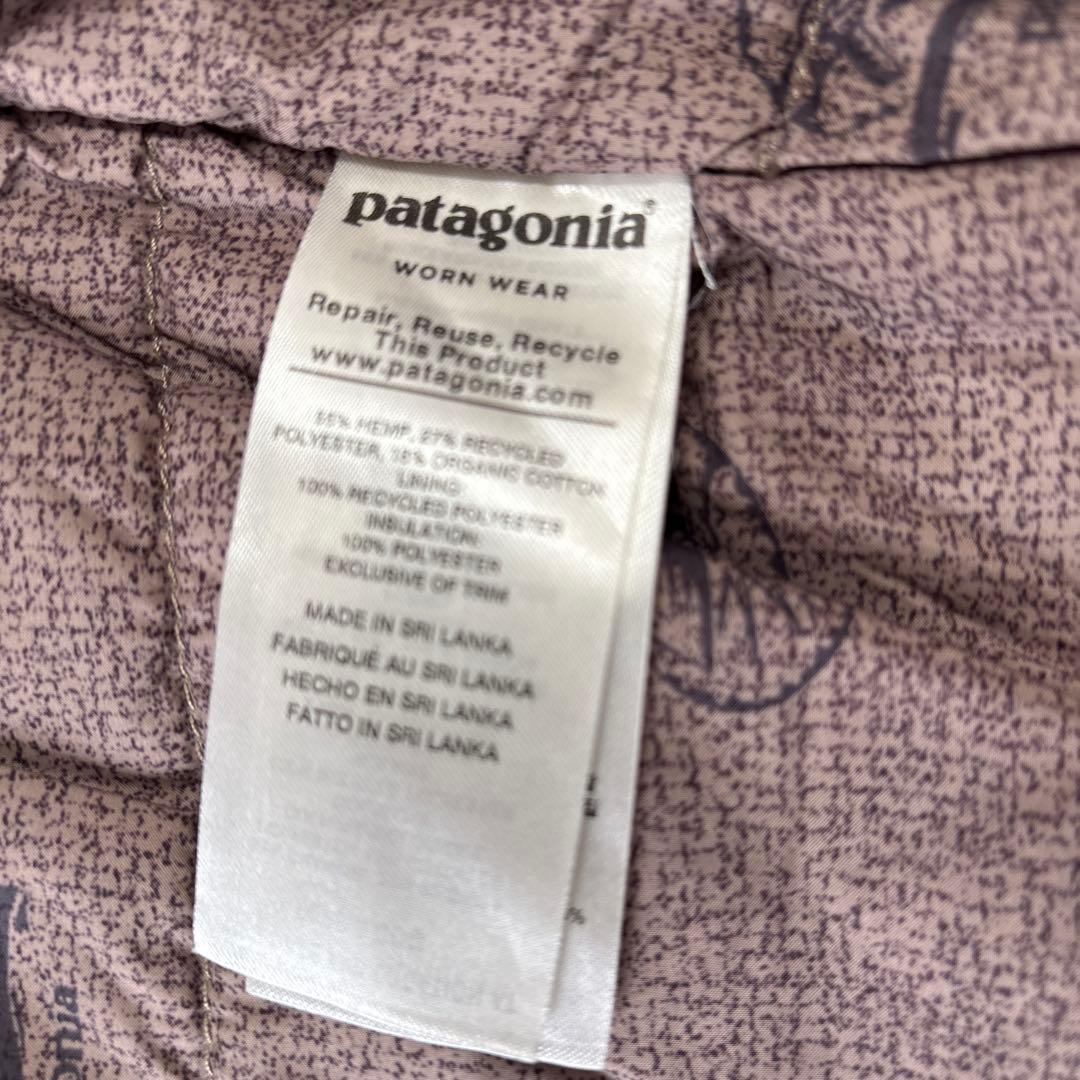 patagonia®
WORN WEAR
Repair, Reuse, Recycle
This Product
www.patagonia.com
55% HEMP, 27% RECYCLED
POLYESTER, 18% ORGANIC COTTON
LINING:
100% RECYCLED POLYESTER
INSULATION:
100% POLYESTER
EXCLUSIVE OF TRIM
MADE IN SRI LANKA
FABRIQUÉ AU SRI LANKA
HECHO EN SRI LANKA
FATTO IN SRI LANKA